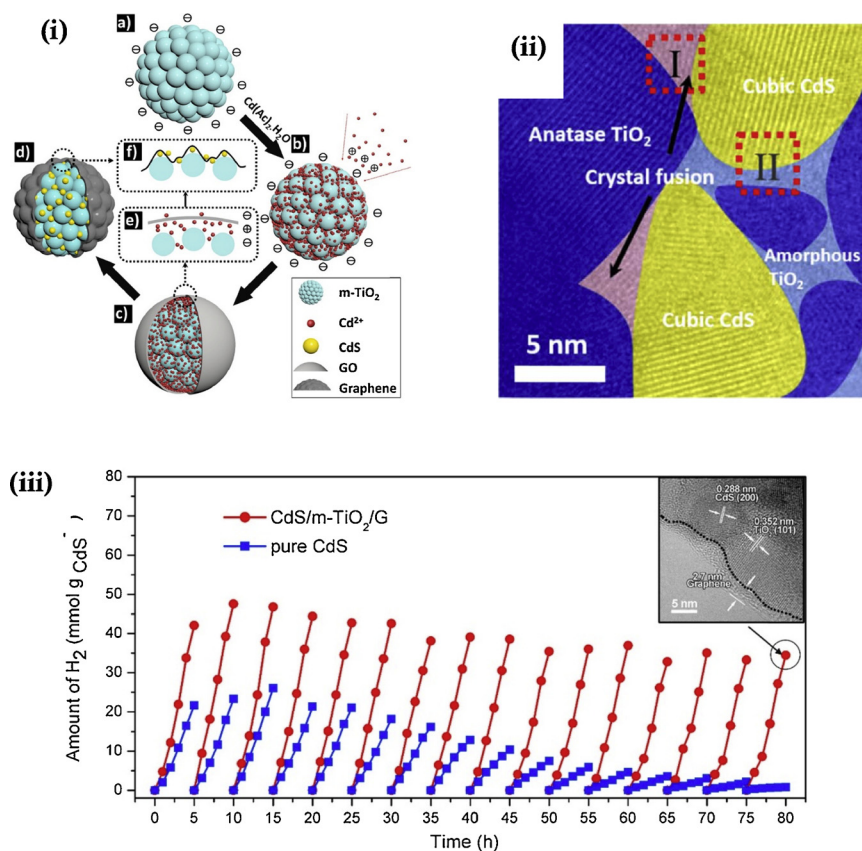 (i)
a)
Cd(Ac)₂.H₂O
b)
d)
f)
e)
c)
m-TiO₂
Cd²⁺
CdS
GO
Graphene
(ii)
I
Cubic CdS
Anatase TiO₂
II
Crystal fusion
Amorphous
TiO₂
Cubic CdS
5 nm
(iii)
Amount of H₂ (mmol g CdS⁻ )
80
70
60
50
40
30
20
10
0
CdS/m-TiO₂/G
pure CdS
0.288 nm
CdS (200)
0.352 nm
TiO₂ (101)
2.7 nm
Graphene
5 nm
0 5 10 15 20 25 30 35 40 45 50 55 60 65 70 75 80
Time (h)